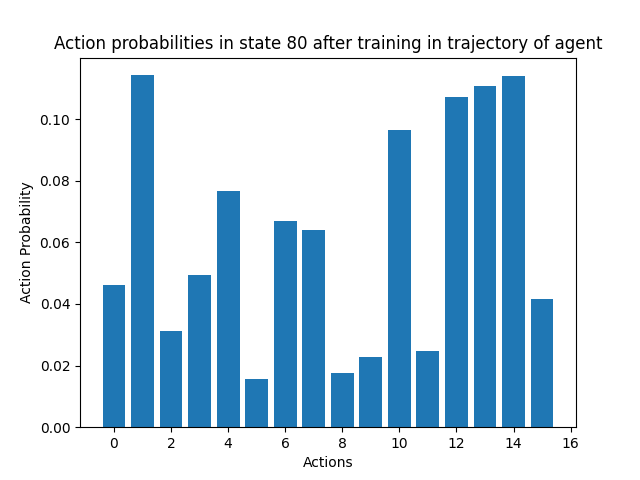 Action probabilities in state 80 after training in trajectory of agent
Action Probability
0.10
0.08
0.06
0.04
0.02
0.00
0 2 4 6 8 10 12 14 16
Actions